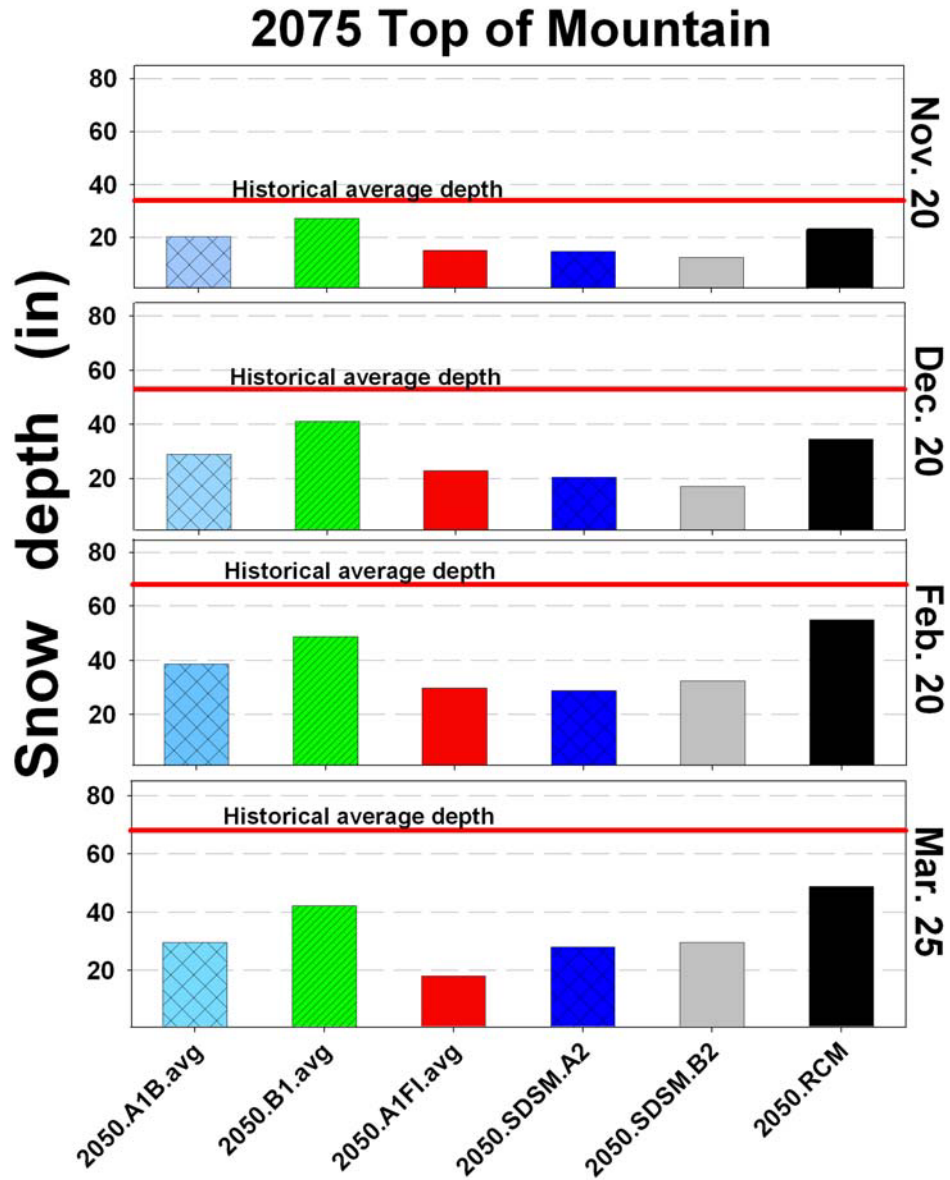 2075 Top of Mountain
Snow depth (in)
80
60
40
20
Historical average depth
Nov. 20
80
60
40
20
Historical average depth
Dec. 20
80
60
40
20
Historical average depth
Feb. 20
80
60
40
20
Historical average depth
Mar. 25
2050.A1B.avg
2050.B1.avg
2050.A1FI.avg
2050.SDSM.A2
2050.SDSM.B2
2050.RCM